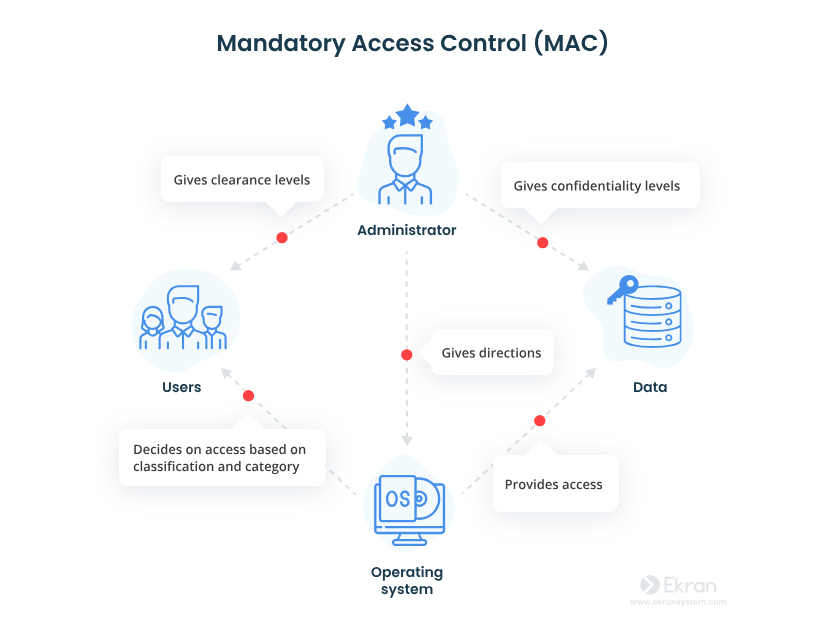 Mandatory Access Control (MAC)
Gives clearance levels
Gives confidentiality levels
Administrator
Gives directions
Users
Data
Decides on access based on
classification and category
OS
Provides access
Operating
system
Ekran
www.ekransystem.com